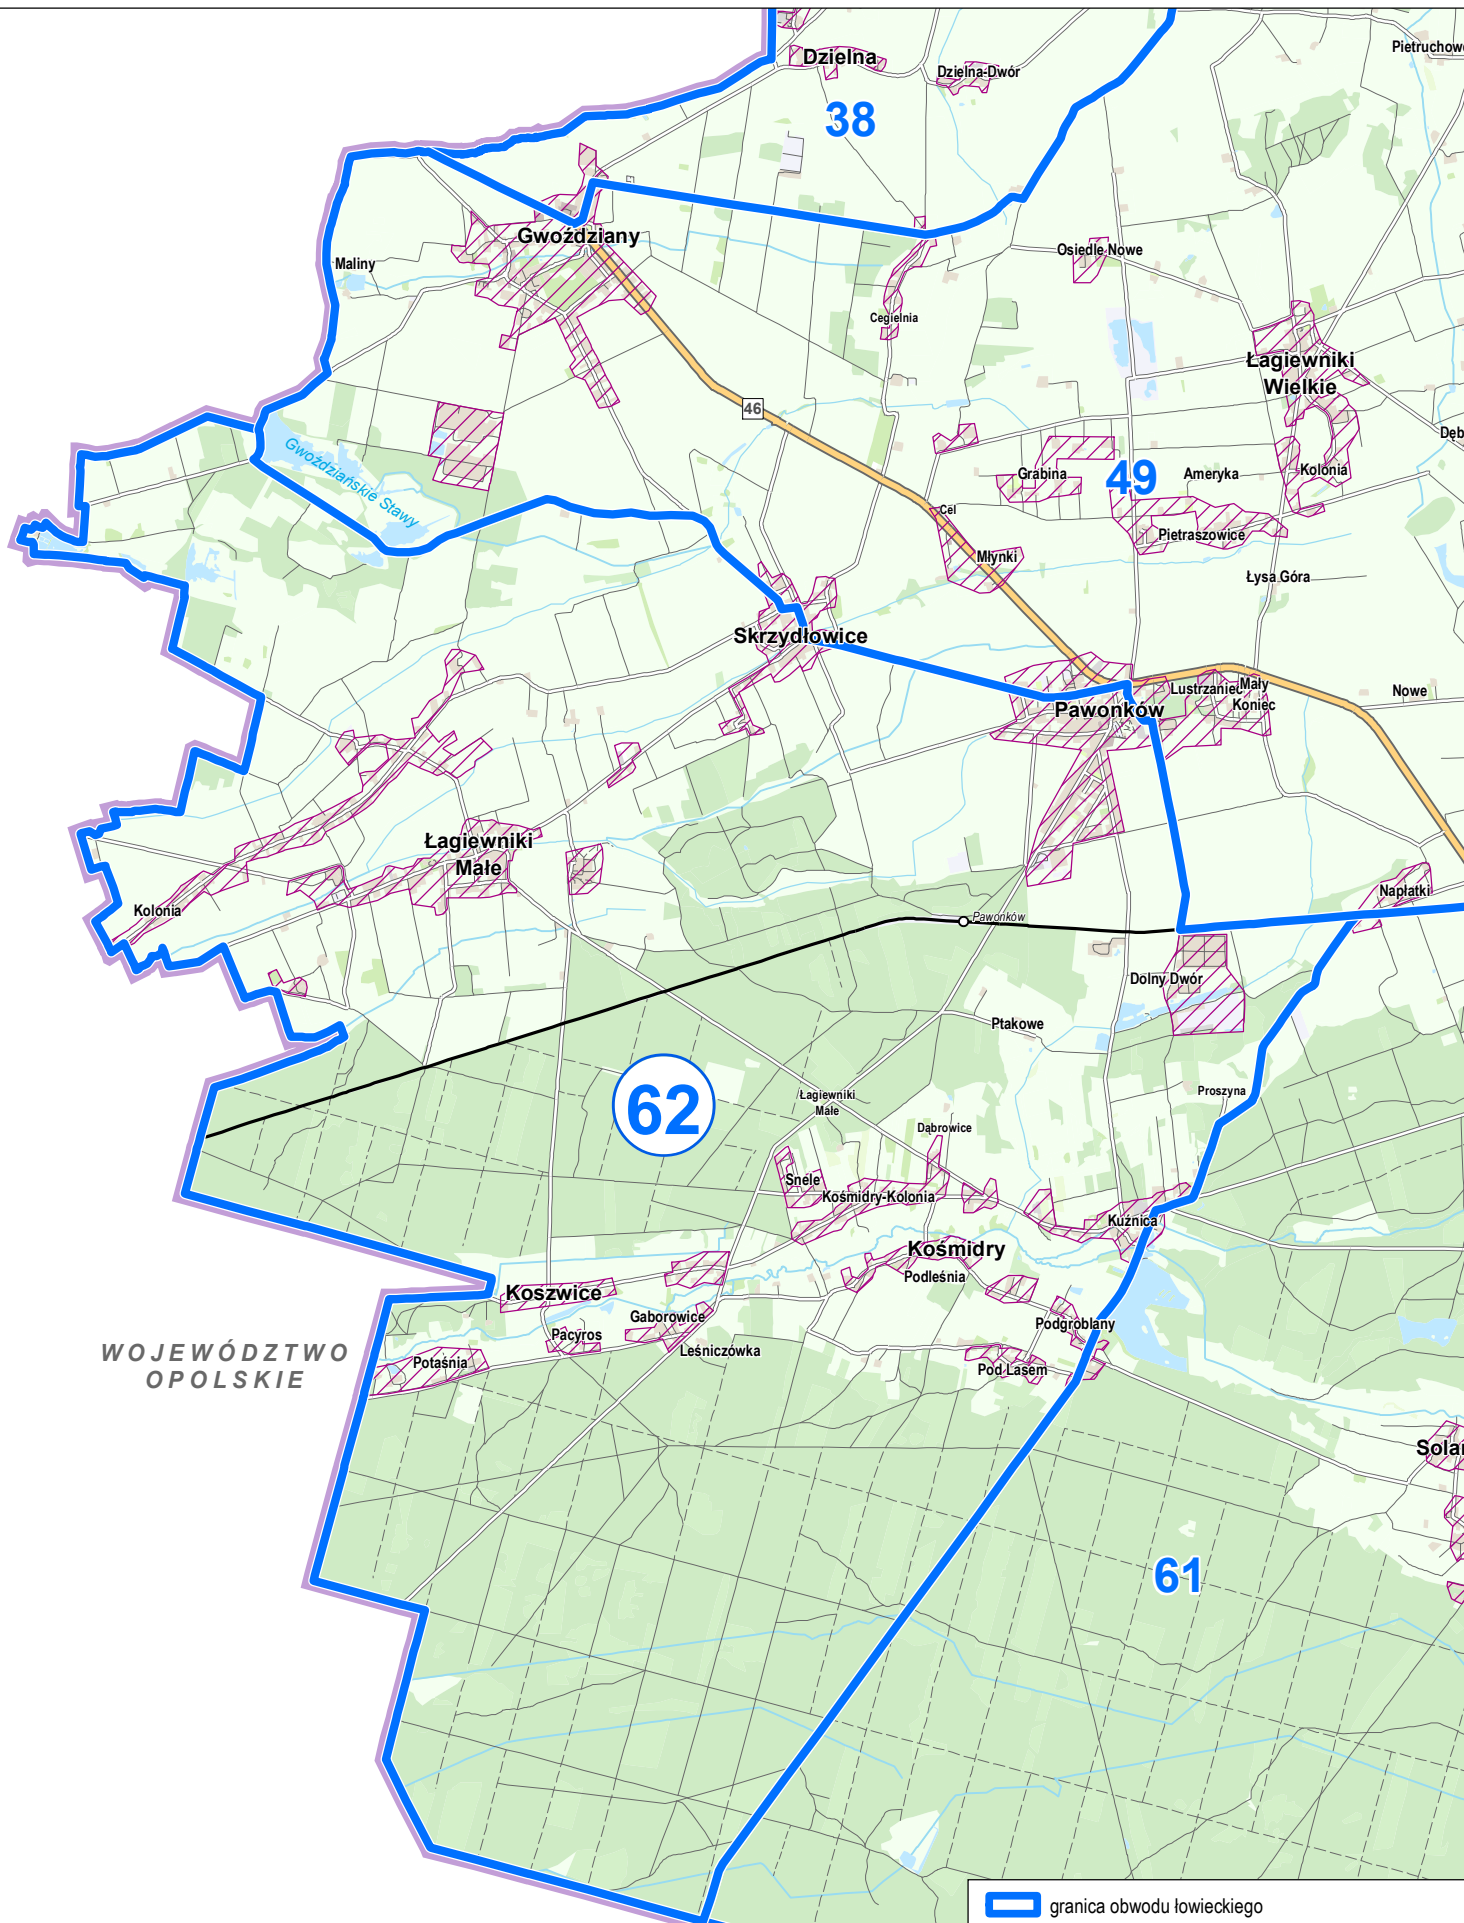 Dzielna
Dzielna-Dwór
38
Gwoździany
Maliny
Osiedle Nowe
Cegielnia
Łagiewniki
Wielkie
46
Gwoździańskie Stawy
Grabina
49
Ameryka
Kolonia
Cel
Pietraszowice
Młynki
Łysa Góra
Skrzydłowice
Pawonków
Lustrzaniec
Mały
Koniec
Nowe
Łagiewniki
Małe
Kolonia
Napłatki
Pawonków
Dolny Dwór
Ptakowe
62
Łagiewniki
Małe
Proszyna
Dąbrowice
Snele
Kośmidry-Kolonia
Kuźnica
Kośmidry
Podleśnia
Koszwice
Gaborowice
Pacyros
Leśniczówka
Podgroblany
Potaśnia
Pod Lasem
WOJEWÓDZTWO
OPOLSKIE
61
granica obwodu łowieckiego